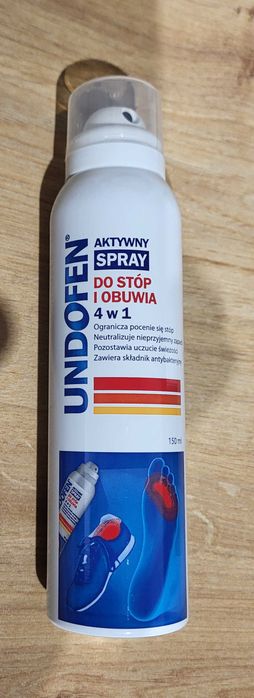 UNDOFEN®
AKTYWNY
SPRAY
DO STÓP
I OBUWIA
4 w 1
Ogranicza pocenie się stóp
Neutralizuje nieprzyjemny zapach
Pozostawia uczucie świeżości
Zawiera składnik antybakteryjny
150 ml